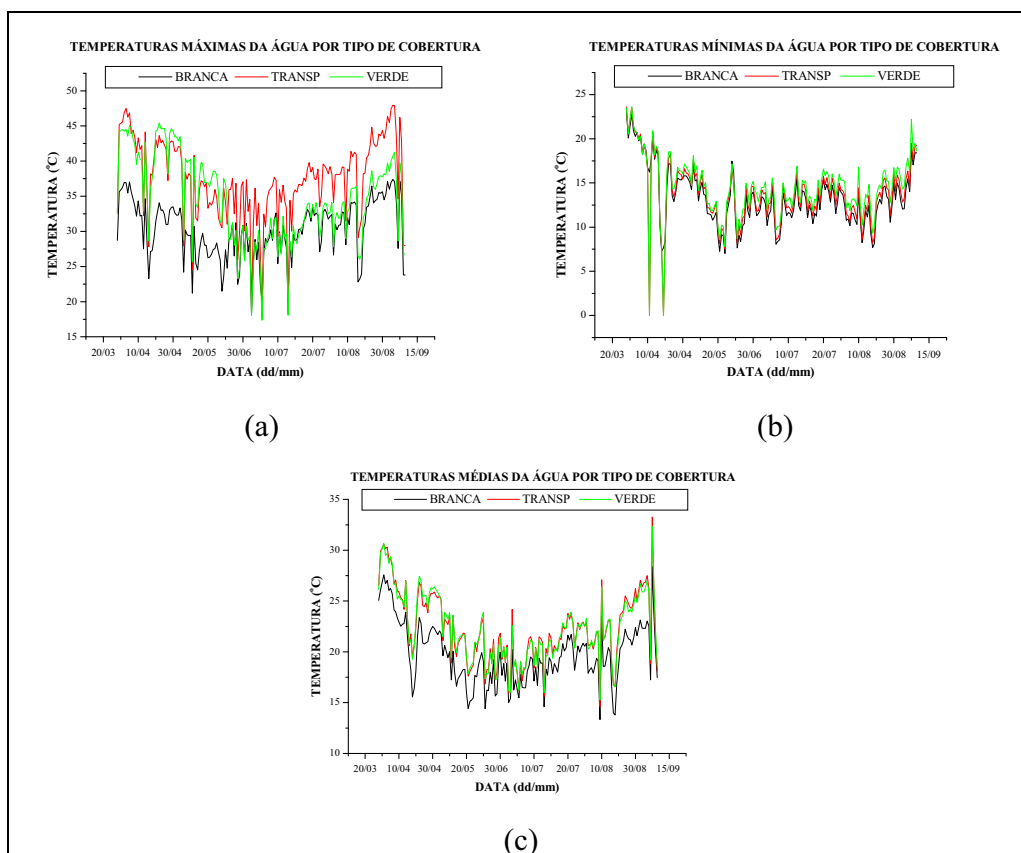 TEMPERATURAS MÁXIMAS DA ÁGUA POR TIPO DE COBERTURA
BRANCA TRANSP VERDE
50
45
40
35
30
25
20
15
TEMPERATURA (°C)
20/03 10/04 30/04 20/05 30/06 10/07 20/07 10/08 30/08 15/09
DATA (dd/mm)
(a)
TEMPERATURAS MÍNIMAS DA ÁGUA POR TIPO DE COBERTURA
BRANCA TRANSP VERDE
25
20
15
10
5
0
TEMPERATURA (°C)
20/03 10/04 30/04 20/05 30/06 10/07 20/07 10/08 30/08 15/09
DATA (dd/mm)
(b)
TEMPERATURAS MÉDIAS DA ÁGUA POR TIPO DE COBERTURA
BRANCA TRANSP VERDE
35
30
25
20
15
10
TEMPERATURA (°C)
20/03 10/04 30/04 20/05 30/06 10/07 20/07 10/08 30/08 15/09
DATA (dd/mm)
(c)